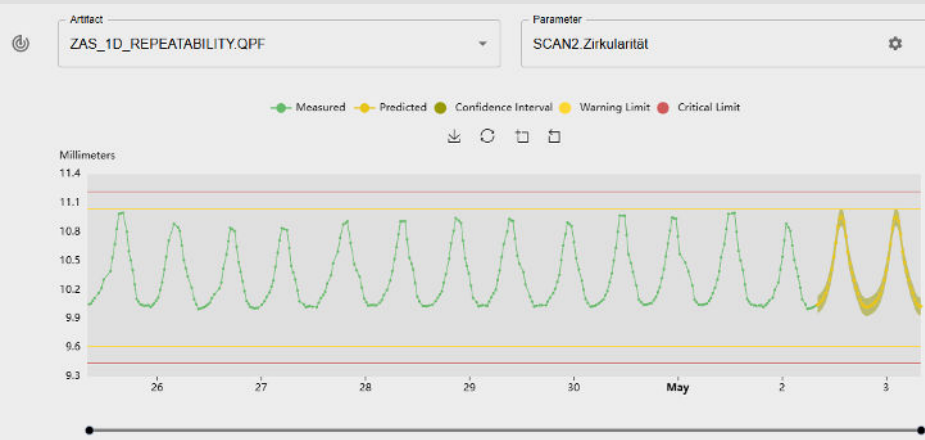 Artifact
Parameter
ZAS_1D_REPEATABILITY.QPF
SCAN2.Zirkularität
Measured Predicted Confidence Interval Warning Limit Critical Limit
Millimeters
11.4
11.1
10.8
10.5
10.2
9.9
9.6
9.3
26 27 28 29 30 May 2 3